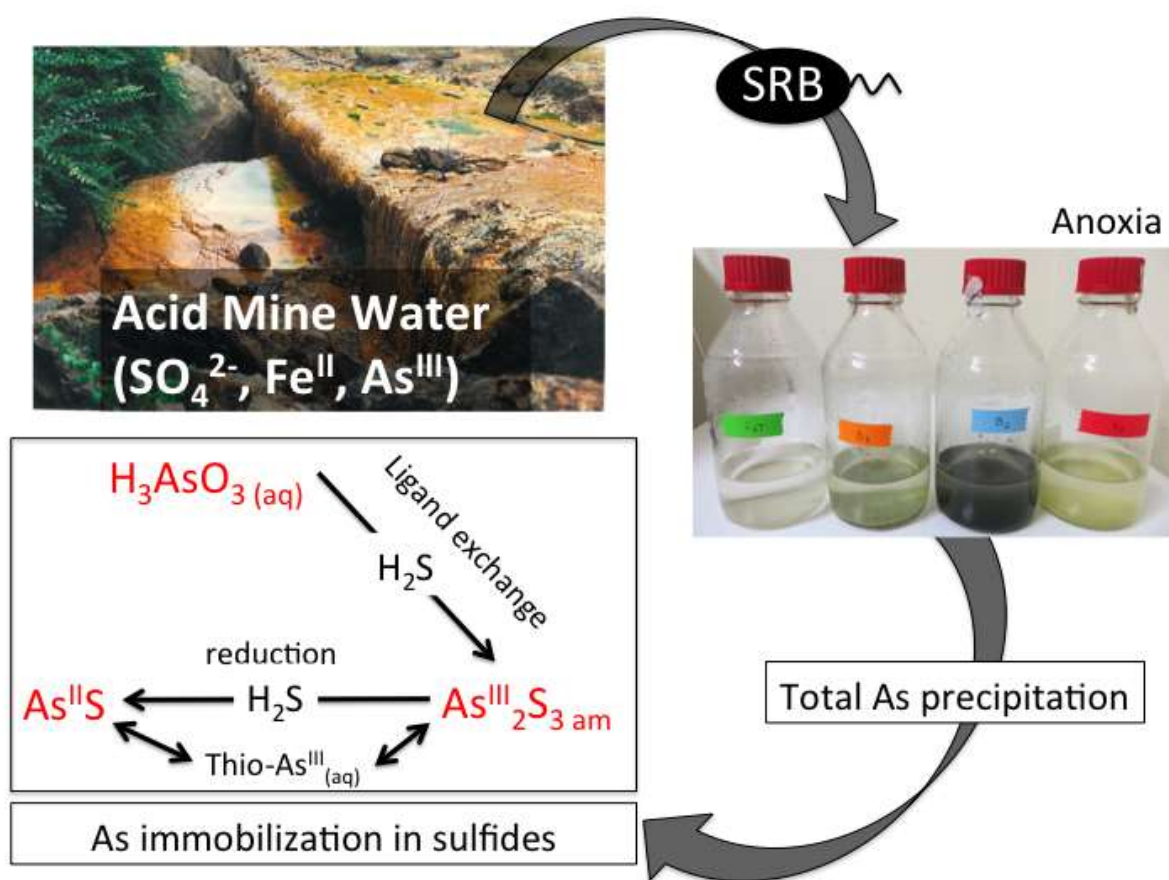 SRB
Anoxia
Acid Mine Water
(SO₄²⁻, Feᴵᴵ, Asᴵᴵᴵ)
H₃AsO₃ (aq)
Ligand exchange
H₂S
reduction
AsᴵᴵS
H₂S
Asᴵᴵᴵ₂S₃ am
Thio-Asᴵᴵᴵ(aq)
Total As precipitation
As immobilization in sulfides